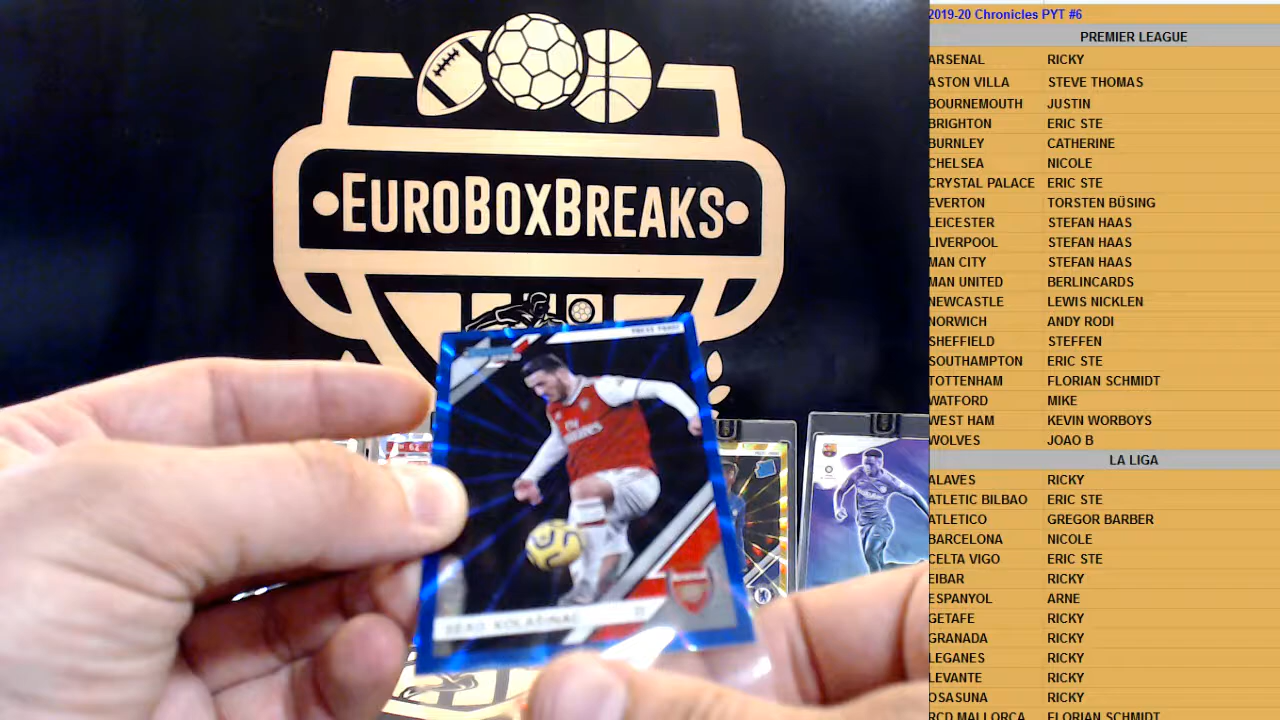 EUROBOXBREAKS
SEAD KOLAŠINAC
2019-20 Chronicles PYT #6
PREMIER LEAGUE
ARSENAL RICKY
ASTON VILLA STEVE THOMAS
BOURNEMOUTH JUSTIN
BRIGHTON ERIC STE
BURNLEY CATHERINE
CHELSEA NICOLE
CRYSTAL PALACE ERIC STE
EVERTON TORSTEN BÜSING
LEICESTER STEFAN HAAS
LIVERPOOL STEFAN HAAS
MAN CITY STEFAN HAAS
MAN UNITED BERLINCARDS
NEWCASTLE LEWIS NICKLEN
NORWICH ANDY RODI
SHEFFIELD STEFFEN
SOUTHAMPTON ERIC STE
TOTTENHAM FLORIAN SCHMIDT
WATFORD MIKE
WEST HAM KEVIN WORBOYS
WOLVES JOAO B
LA LIGA
ALAVES RICKY
ATLETIC BILBAO ERIC STE
ATLETICO GREGOR BARBER
BARCELONA NICOLE
CELTA VIGO ERIC STE
EIBAR RICKY
ESPANYOL ARNE
GETAFE RICKY
GRANADA RICKY
LEGANES RICKY
LEVANTE RICKY
OSASUNA RICKY
RCD MALLORCA FLORIAN SCHMIDT